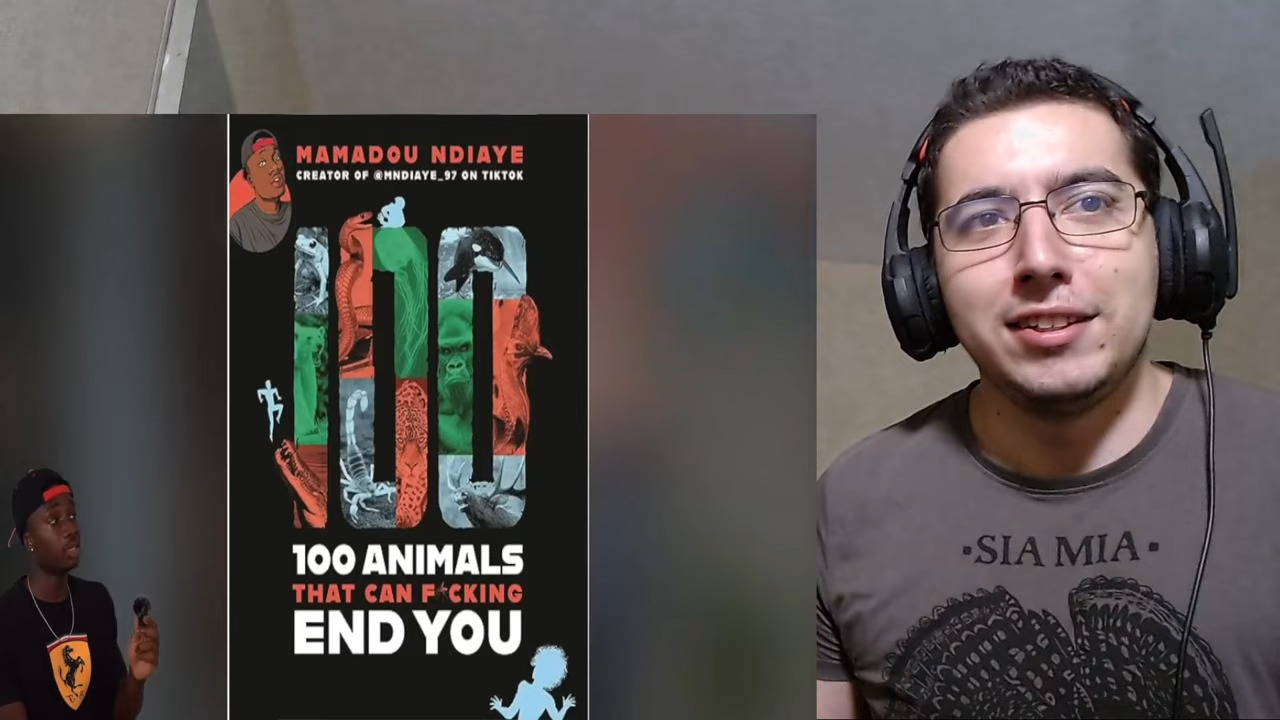 MAMADOU NDIAYE
CREATOR OF @MNDIAYE_97 ON TIKTOK
100
100 ANIMALS
THAT CAN F*CKING
END YOU
·SIA MIA·